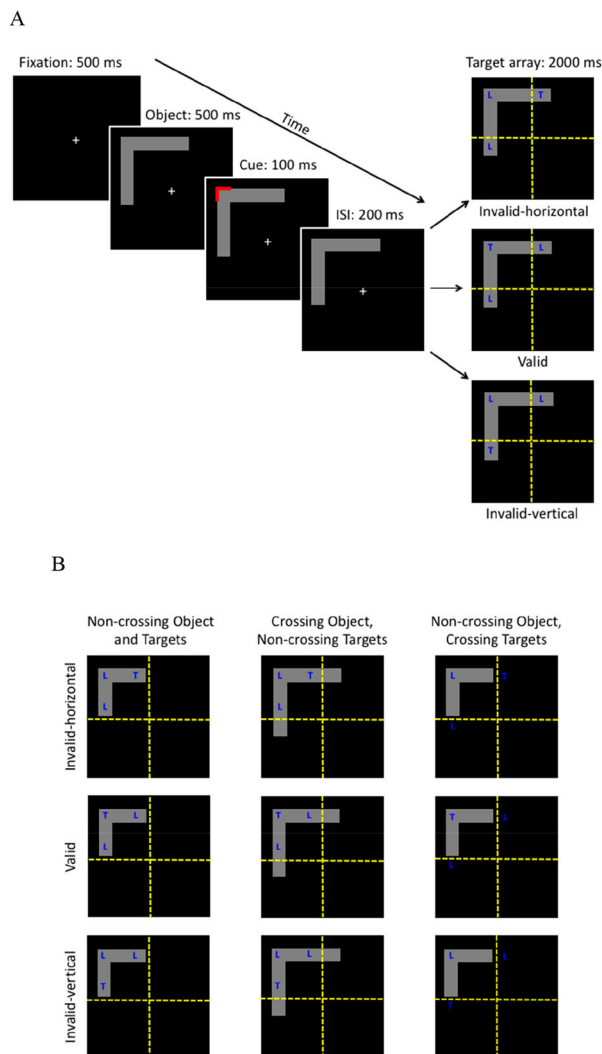 A
Fixation: 500 ms
Object: 500 ms
Cue: 100 ms
ISI: 200 ms
Time
Target array: 2000 ms
L T
L
Invalid-horizontal
T L
L
Valid
L L
T
Invalid-vertical
B
Non-crossing Object
and Targets
Crossing Object,
Non-crossing Targets
Non-crossing Object,
Crossing Targets
Invalid-horizontal
L T
L
L T
L
L T
L
Valid
T L
L
T L
L
T L
L
Invalid-vertical
L L
T
L L
T
L L
T